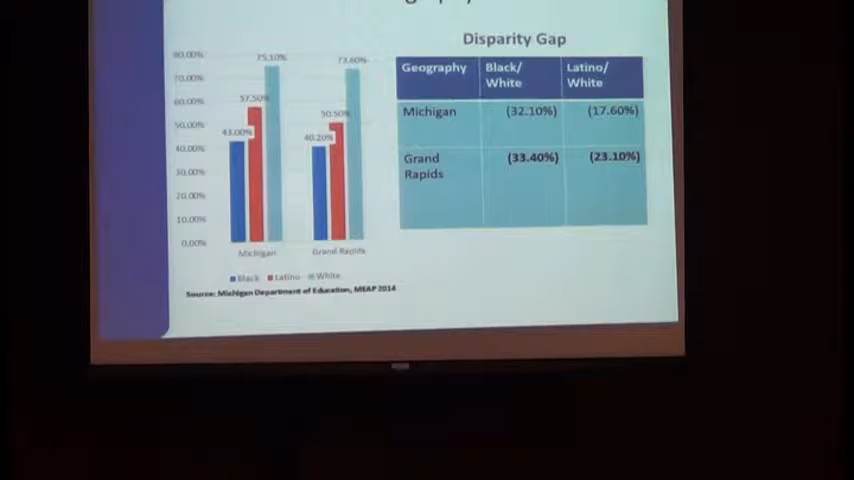 Disparity Gap
80.00%
70.00%
60.00%
50.00%
40.00%
30.00%
20.00%
10.00%
0.00%
43.00%
57.50%
75.10%
40.20%
50.50%
73.60%
Michigan
Grand Rapids
Black Latino White
Source: Michigan Department of Education, MEAP 2014
Geography Black/ White Latino/ White
Michigan (32.10%) (17.60%)
Grand Rapids (33.40%) (23.10%)